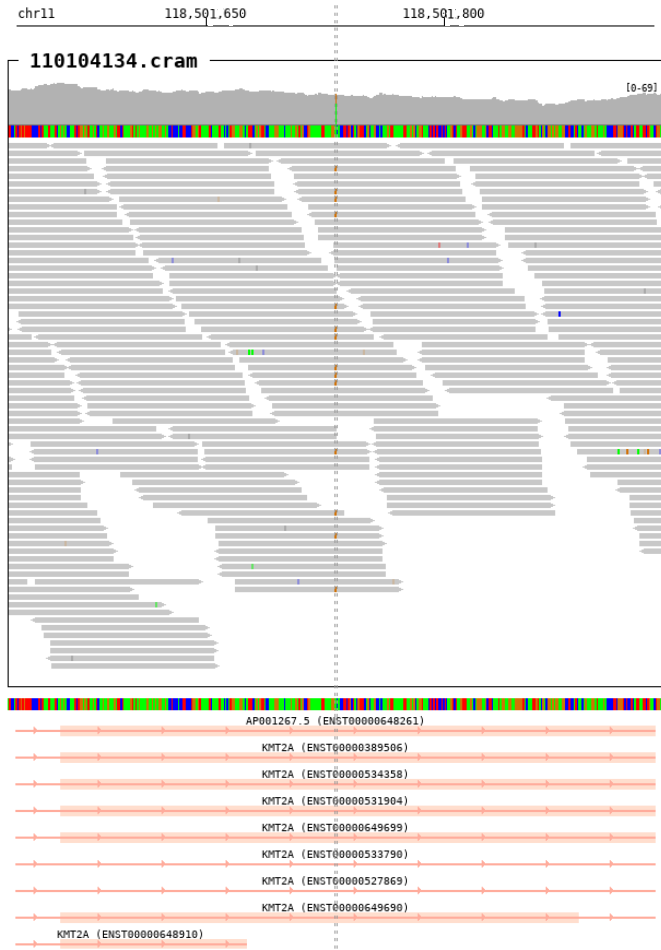 chr11 118,501,650 118,501,800
110104134.cram
[0-69]
AP001267.5 (ENST00000648261)
KMT2A (ENST00000389506)
KMT2A (ENST00000534358)
KMT2A (ENST00000531904)
KMT2A (ENST00000649699)
KMT2A (ENST00000533790)
KMT2A (ENST00000527869)
KMT2A (ENST00000649690)
KMT2A (ENST00000648910)